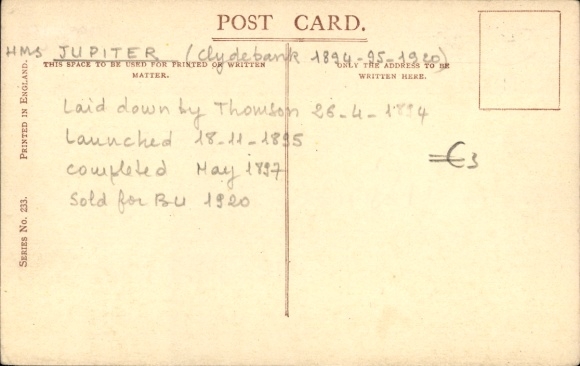 POST CARD.
HMS JUPITER (Clydebank 1894-95-1920)
THIS SPACE TO BE USED FOR PRINTED OR WRITTEN
MATTER.
ONLY THE ADDRESS TO BE
WRITTEN HERE.
Laid down by Thomson 26-4-1894
Launched 18-11-1895
completed May 1897
Sold for BU 1920
€3
PRINTED IN ENGLAND.
SERIES No. 233.